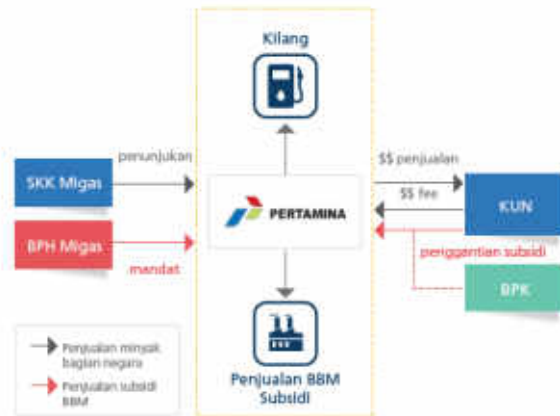 Kilang
penunjukan
SKK Migas
BPH Migas
mandat
PERTAMINA
$$ penjualan
$$ fee
KUN
penggantian subsidi
BPK
Penjualan BBM
Subsidi
Penjualan minyak
bagian negara
Penjualan subsidi
BBM